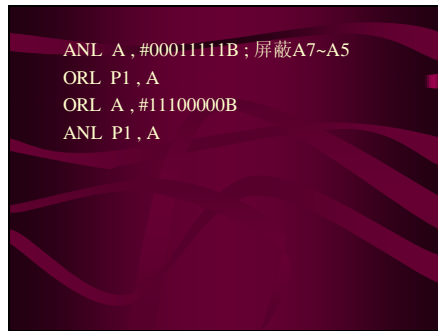 ANL A , #00011111B ; 屏蔽A7~A5
ORL P1 , A
ORL A , #11100000B
ANL P1 , A